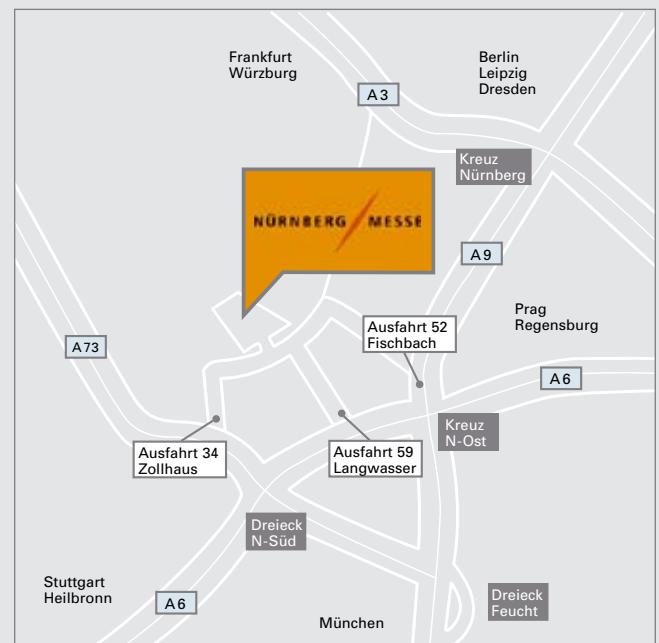 Frankfurt
Würzburg
Berlin
Leipzig
Dresden
A3
Kreuz
Nürnberg
NÜRNBERG MESSE
A9
Prag
Regensburg
Ausfahrt 52
Fischbach
A73
A6
Kreuz
N-Ost
Ausfahrt 34
Zollhaus
Ausfahrt 59
Langwasser
Dreieck
N-Süd
Stuttgart
Heilbronn
A6
Dreieck
Feucht
München